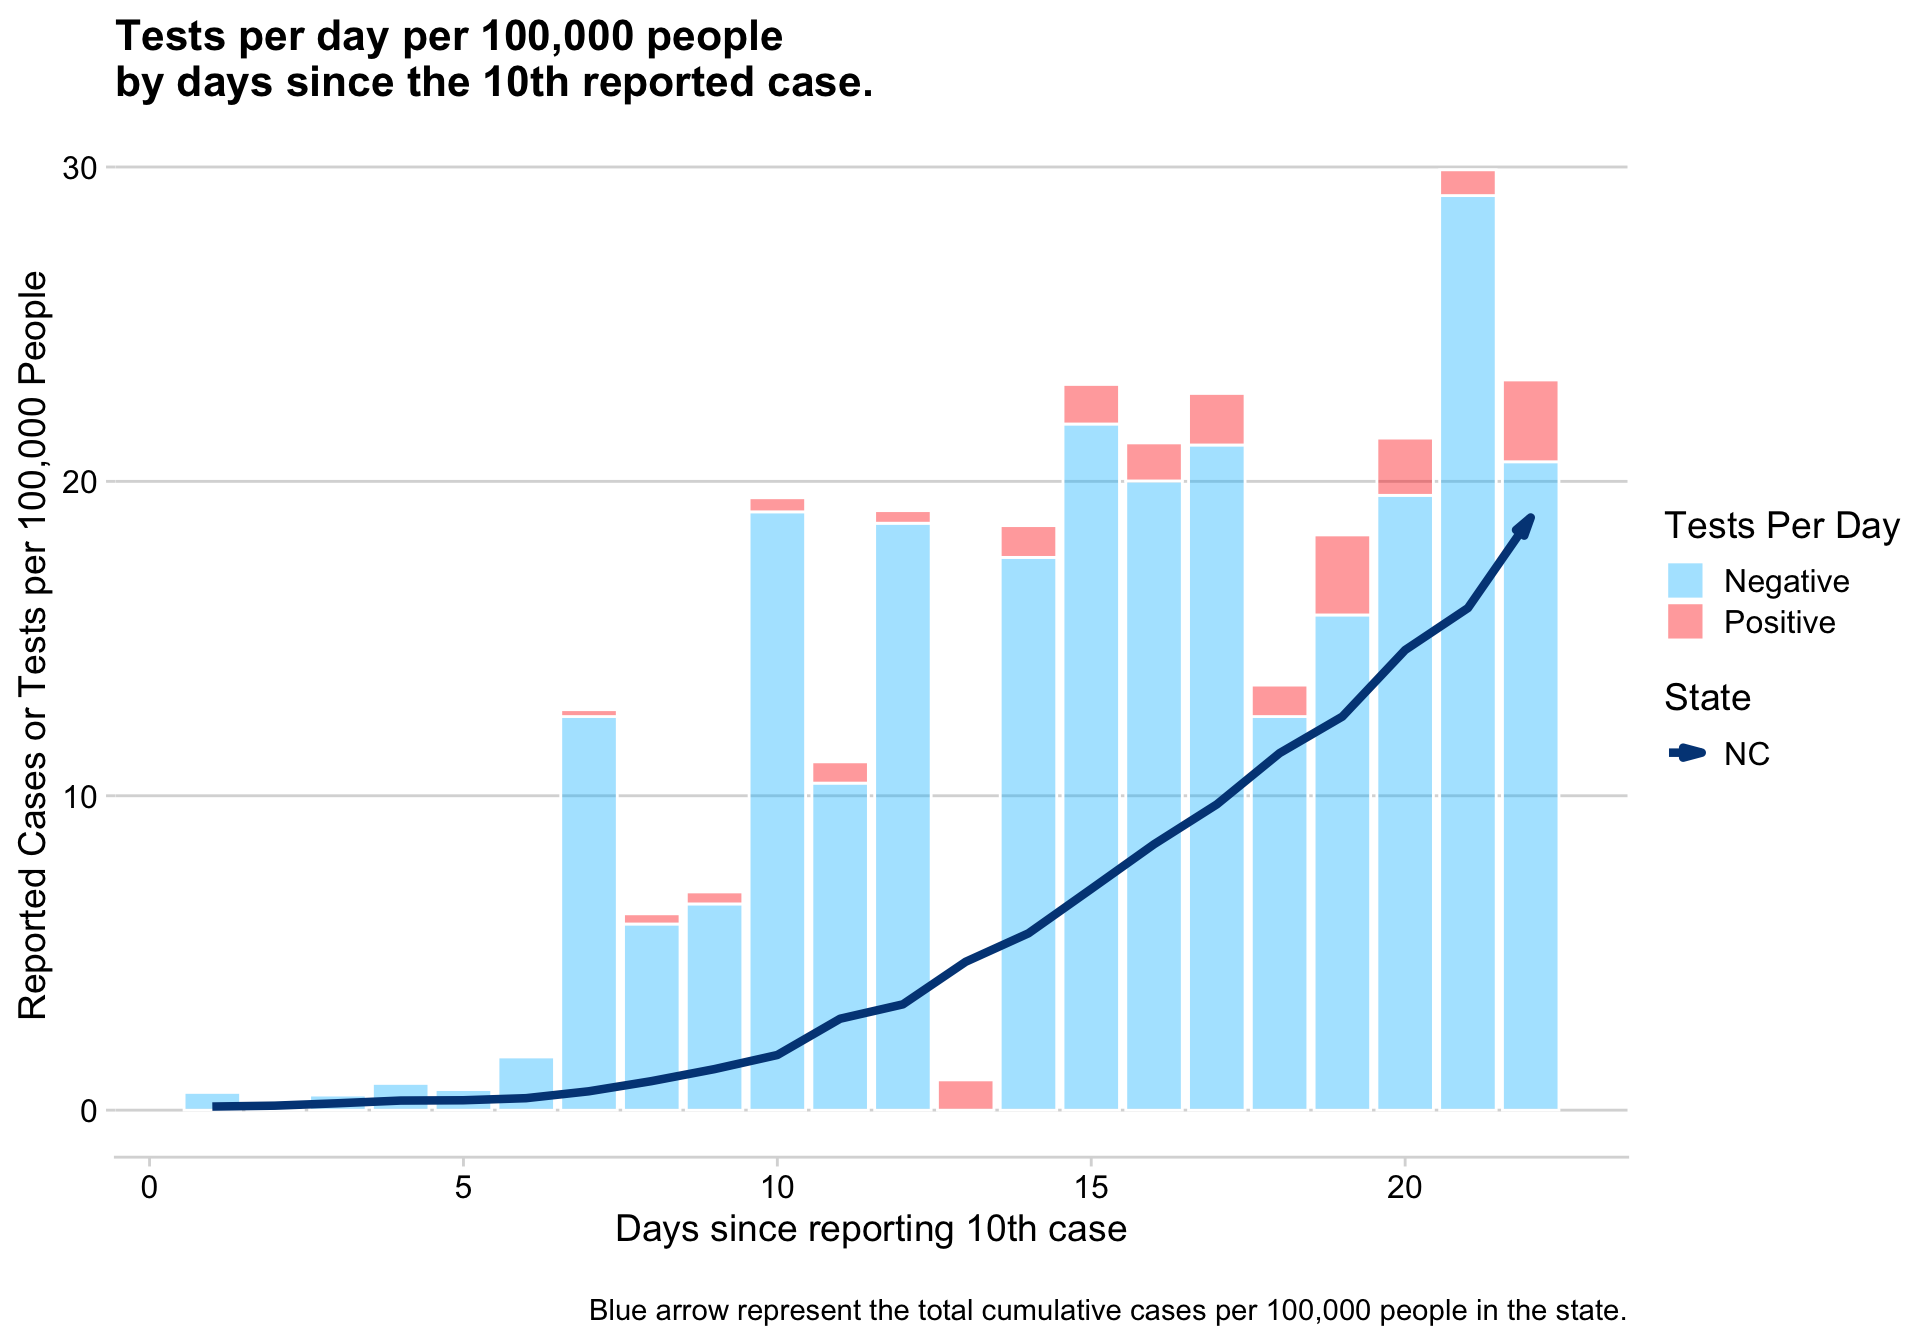 Tests per day per 100,000 people
by days since the 10th reported case.
Reported Cases or Tests per 100,000 People
30
20
10
0
0 5 10 15 20
Days since reporting 10th case
Tests Per Day
Negative
Positive
State
NC
Blue arrow represent the total cumulative cases per 100,000 people in the state.